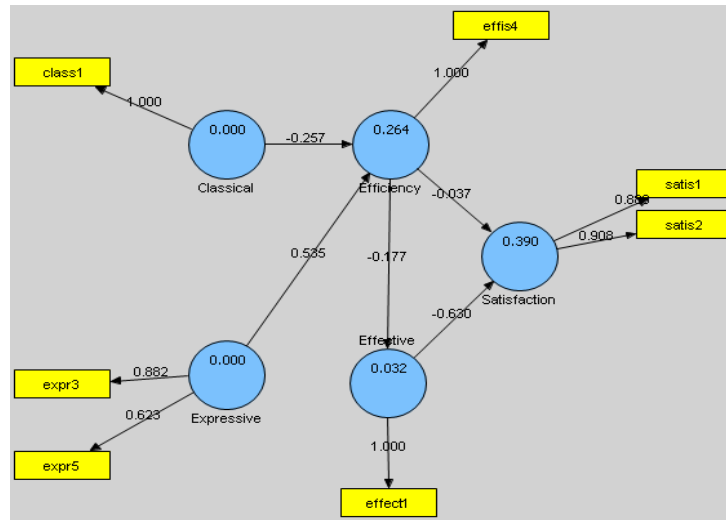 effis4
class1
1.000
1.000
0.000
0.264
-0.257
Classical
Efficiency
satis1
-0.037
satis2
0.908
0.390
0.535
-0.177
Satisfaction
-0.630
Effective
0.000
0.032
0.882
expr3
Expressive
0.623
1.000
expr5
effect1